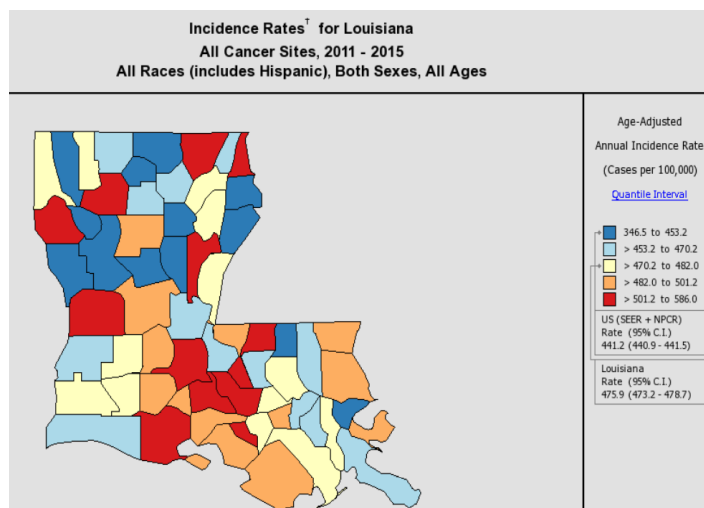 Incidence Rates† for Louisiana
All Cancer Sites, 2011 - 2015
All Races (includes Hispanic), Both Sexes, All Ages
Age-Adjusted
Annual Incidence Rate
(Cases per 100,000)
Quantile Interval
346.5 to 453.2
> 453.2 to 470.2
> 470.2 to 482.0
> 482.0 to 501.2
> 501.2 to 586.0
US (SEER + NPCR)
Rate (95% C.I.)
441.2 (440.9 - 441.5)
Louisiana
Rate (95% C.I.)
475.9 (473.2 - 478.7)